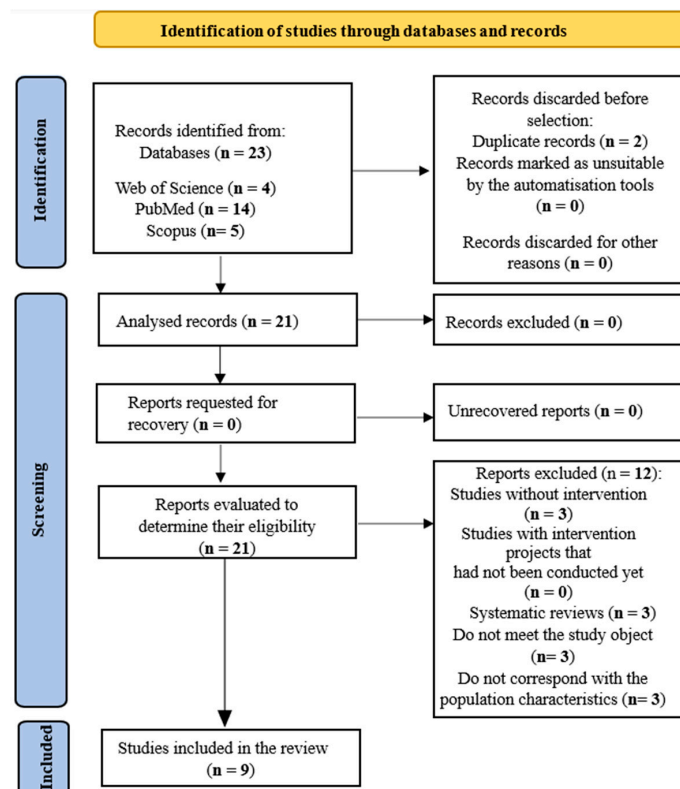 Identification of studies through databases and records
Identification
Records identified from:
Databases (n = 23)
Web of Science (n = 4)
PubMed (n = 14)
Scopus (n= 5)
Records discarded before
selection:
Duplicate records (n = 2)
Records marked as unsuitable
by the automatisation tools
(n = 0)
Records discarded for other
reasons (n = 0)
Screening
Analysed records (n = 21)
Records excluded (n = 0)
Reports requested for
recovery (n = 0)
Unrecovered reports (n = 0)
Reports evaluated to
determine their eligibility
(n = 21)
Reports excluded (n = 12):
Studies without intervention
(n = 3)
Studies with intervention
projects that
had not been conducted yet
(n = 0)
Systematic reviews (n = 3)
Do not meet the study object
(n= 3)
Do not correspond with the
population characteristics (n= 3)
Included
Studies included in the review
(n = 9)